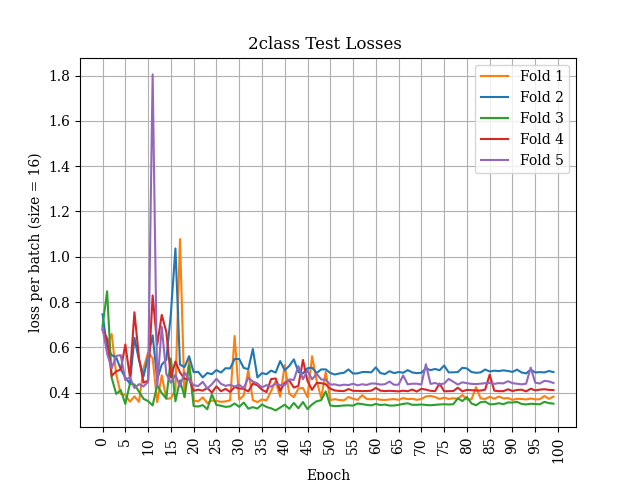 2class Test Losses
loss per batch (size = 16)
1.8
1.6
1.4
1.2
1.0
0.8
0.6
0.4
Fold 1
Fold 2
Fold 3
Fold 4
Fold 5
0 5 10 15 20 25 30 35 40 45 50 55 60 65 70 75 80 85 90 95 100
Epoch